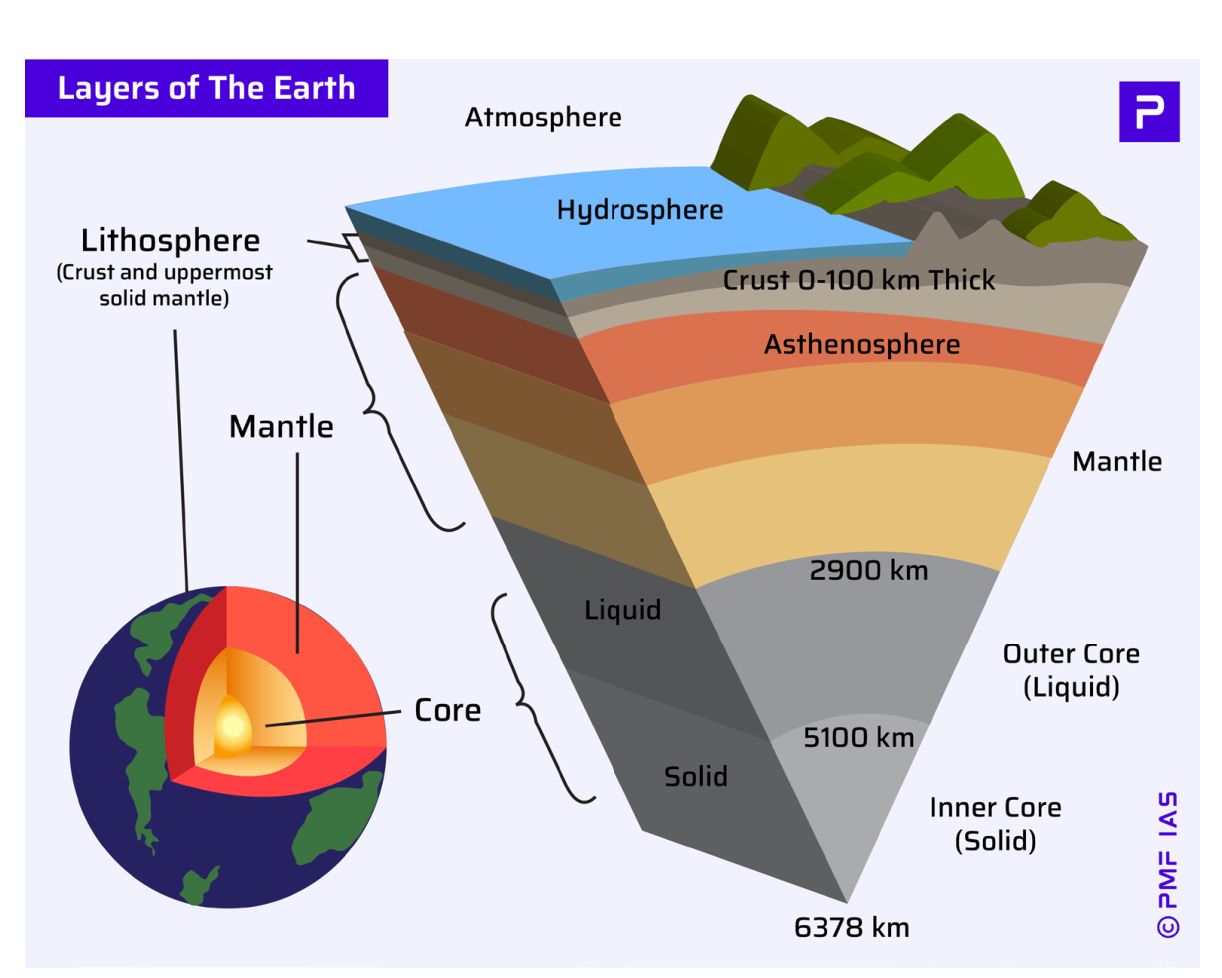 Layers of The Earth
Atmosphere
P
Hydrosphere
Lithosphere
(Crust and uppermost
solid mantle)
Crust 0-100 km Thick
Asthenosphere
Mantle
Mantle
2900 km
Liquid
Outer Core
(Liquid)
Core
5100 km
Solid
Inner Core
(Solid)
6378 km
© PMF IAS